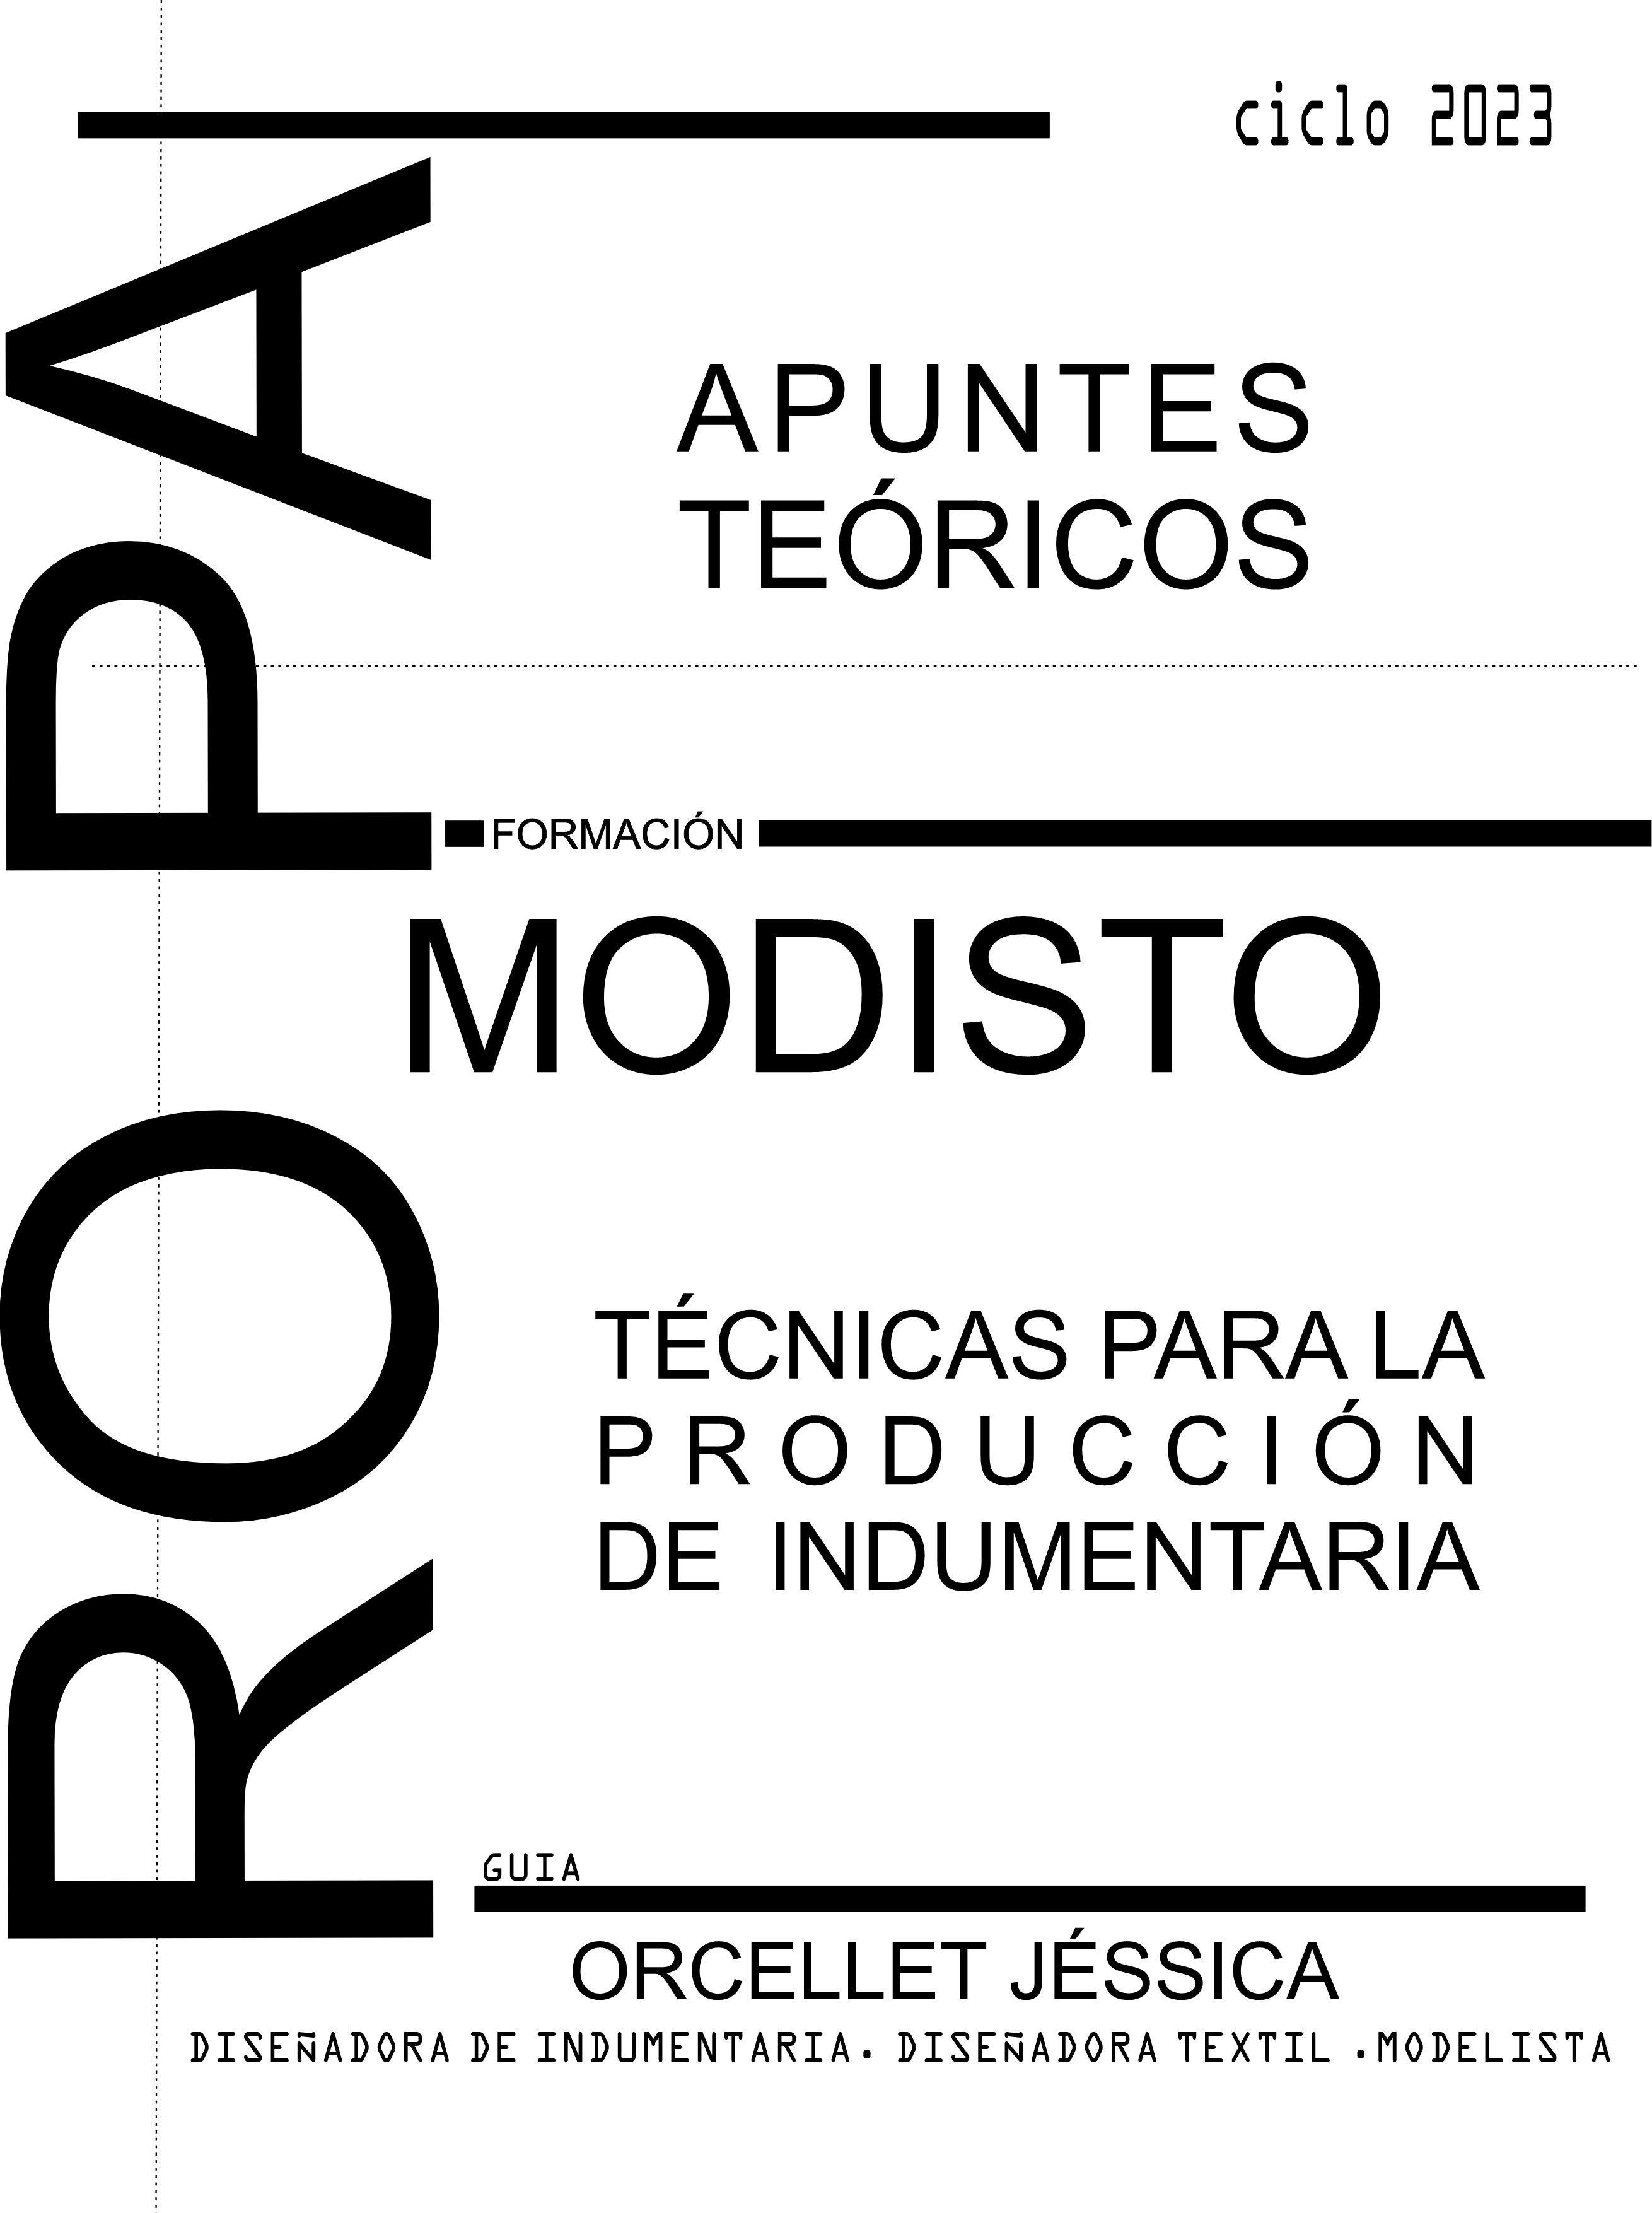 ciclo 2023
ROPA
APUNTES
TEÓRICOS
FORMACIÓN
MODISTO
TÉCNICAS PARA LA
PRODUCCIÓN
DE INDUMENTARIA
GUIA
ORCELLET JÉSSICA
DISEÑADORA DE INDUMENTARIA. DISEÑADORA TEXTIL .MODELISTA